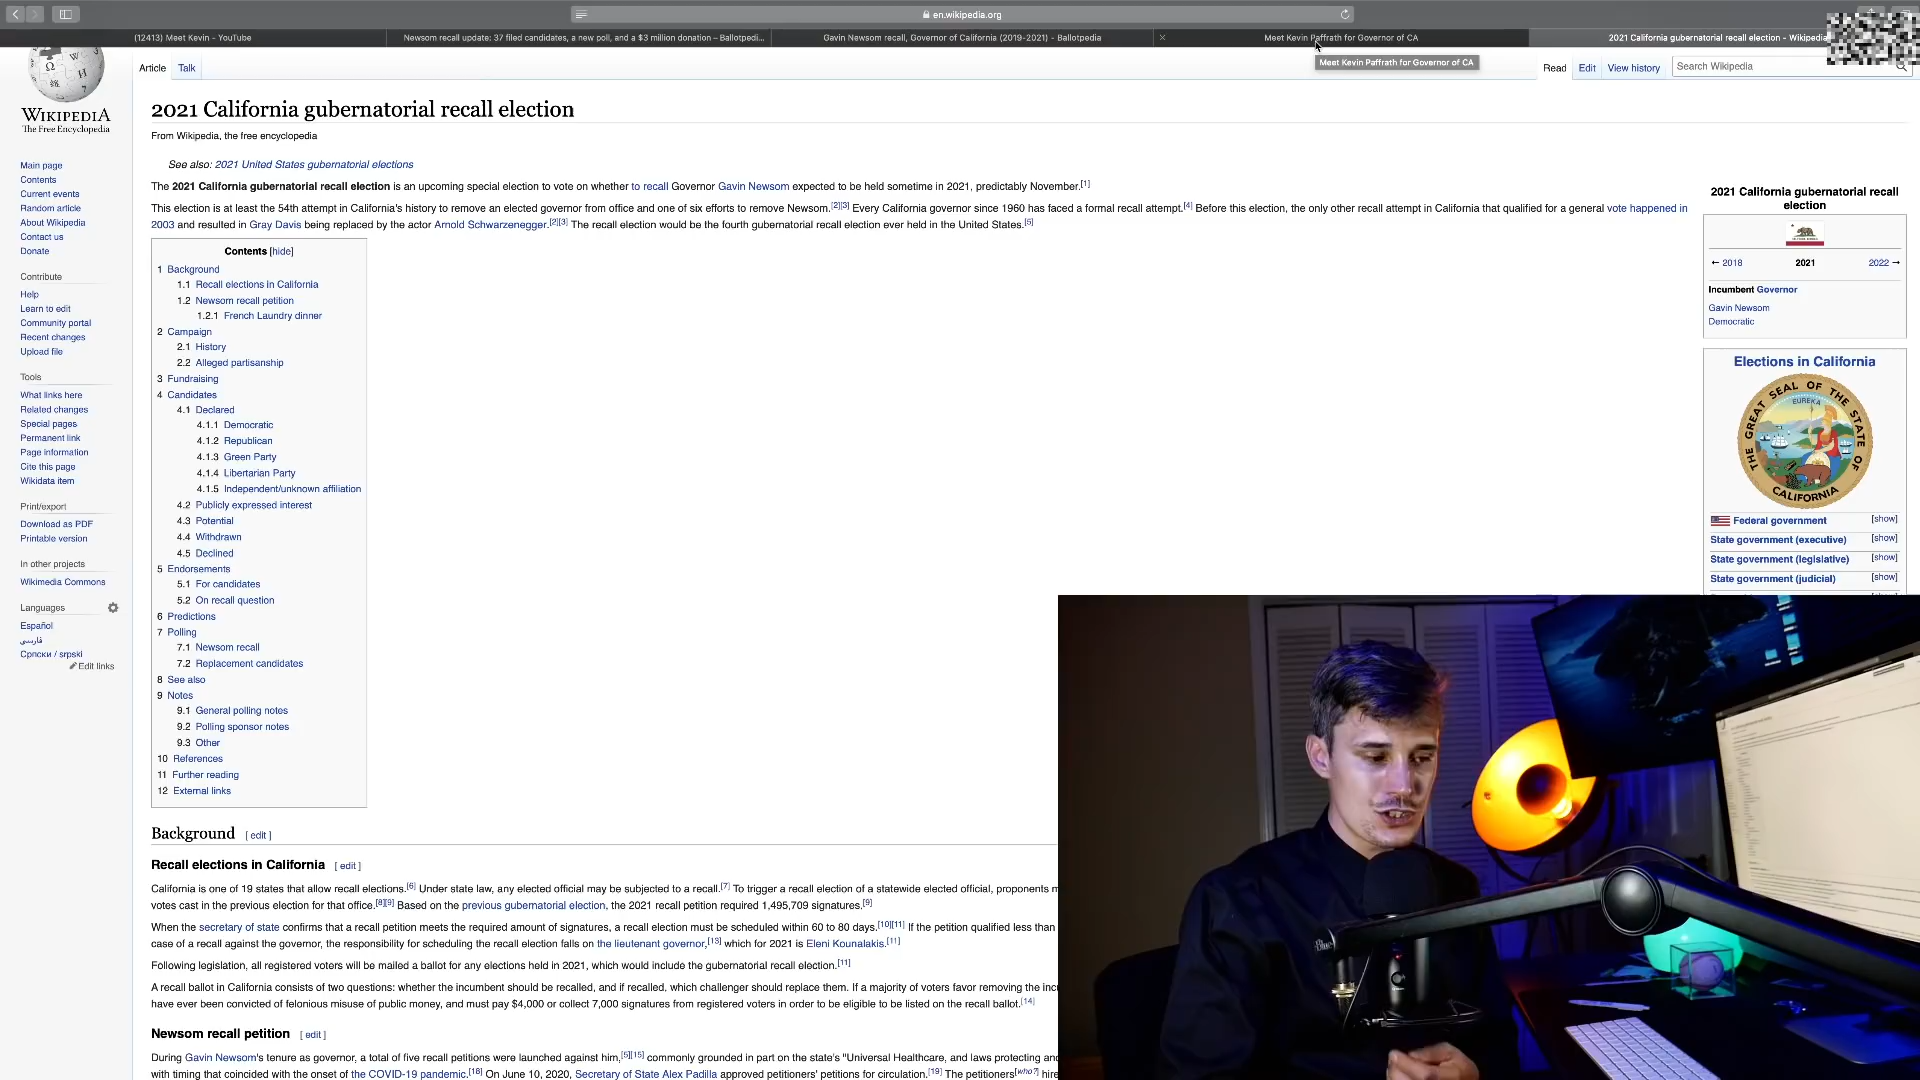 en.wikipedia.org
(12413) Meet Kevin - YouTube
Newsom recall update: 37 filed candidates, a new poll, and a $3 million donation – Ballotpedi...
Gavin Newsom recall, Governor of California (2019-2021) - Ballotpedia
Meet Kevin Paffrath for Governor of CA
2021 California gubernatorial recall election - Wikipedia
Meet Kevin Paffrath for Governor of CA
Article
Talk
Read
Edit
View history
Search Wikipedia
WIKIPEDIA
The Free Encyclopedia
Main page
Contents
Current events
Random article
About Wikipedia
Contact us
Donate
Contribute
Help
Learn to edit
Community portal
Recent changes
Upload file
Tools
What links here
Related changes
Special pages
Permanent link
Page information
Cite this page
Wikidata item
Print/export
Download as PDF
Printable version
In other projects
Wikimedia Commons
Languages
Español
فارسی
Српски / srpski
Edit links
2021 California gubernatorial recall election
From Wikipedia, the free encyclopedia
See also: 2021 United States gubernatorial elections
The 2021 California gubernatorial recall election is an upcoming special election to vote on whether to recall Governor Gavin Newsom expected to be held sometime in 2021, predictably November.[1]
This election is at least the 54th attempt in California's history to remove an elected governor from office and one of six efforts to remove Newsom.[2][3] Every California governor since 1960 has faced a formal recall attempt.[4] Before this election, the only other recall attempt in California that qualified for a general vote happened in
2003 and resulted in Gray Davis being replaced by the actor Arnold Schwarzenegger.[2][3] The recall election would be the fourth gubernatorial recall election ever held in the United States.[5]
Contents [hide]
1 Background
1.1 Recall elections in California
1.2 Newsom recall petition
1.2.1 French Laundry dinner
2 Campaign
2.1 History
2.2 Alleged partisanship
3 Fundraising
4 Candidates
4.1 Declared
4.1.1 Democratic
4.1.2 Republican
4.1.3 Green Party
4.1.4 Libertarian Party
4.1.5 Independent/unknown affiliation
4.2 Publicly expressed interest
4.3 Potential
4.4 Withdrawn
4.5 Declined
5 Endorsements
5.1 For candidates
5.2 On recall question
6 Predictions
7 Polling
7.1 Newsom recall
7.2 Replacement candidates
8 See also
9 Notes
9.1 General polling notes
9.2 Polling sponsor notes
9.3 Other
10 References
11 Further reading
12 External links
2021 California gubernatorial recall
election
← 2018
2021
2022 →
Incumbent Governor
Gavin Newsom
Democratic
Elections in California
THE GREAT SEAL OF THE STATE OF CALIFORNIA
EUREKA
Federal government [show]
State government (executive) [show]
State government (legislative) [show]
State government (judicial) [show]
Background [ edit ]
Recall elections in California [ edit ]
California is one of 19 states that allow recall elections.[6] Under state law, any elected official may be subjected to a recall.[7] To trigger a recall election of a statewide elected official, proponents
votes cast in the previous election for that office.[8][9] Based on the previous gubernatorial election, the 2021 recall petition required 1,495,709 signatures.[9]
When the secretary of state confirms that a recall petition meets the required amount of signatures, a recall election must be scheduled within 60 to 80 days.[10][11] If the petition qualified less than
case of a recall against the governor, the responsibility for scheduling the recall election falls on the lieutenant governor,[13] which for 2021 is Eleni Kounalakis.[11]
Following legislation, all registered voters will be mailed a ballot for any elections held in 2021, which would include the gubernatorial recall election.[11]
A recall ballot in California consists of two questions: whether the incumbent should be recalled, and if recalled, which challenger should replace them. If a majority of voters favor removing the
have ever been convicted of felonious misuse of public money, and must pay $4,000 or collect 7,000 signatures from registered voters in order to be eligible to be listed on the recall ballot.[14]
Newsom recall petition [ edit ]
During Gavin Newsom's tenure as governor, a total of five recall petitions were launched against him,[5][15] commonly grounded in part on the state's "Universal Healthcare, and laws protecting
with timing that coincided with the onset of the COVID-19 pandemic.[18] On June 10, 2020, Secretary of State Alex Padilla approved petitioners' petitions for circulation.[19] The petitioners[who?]
Blue